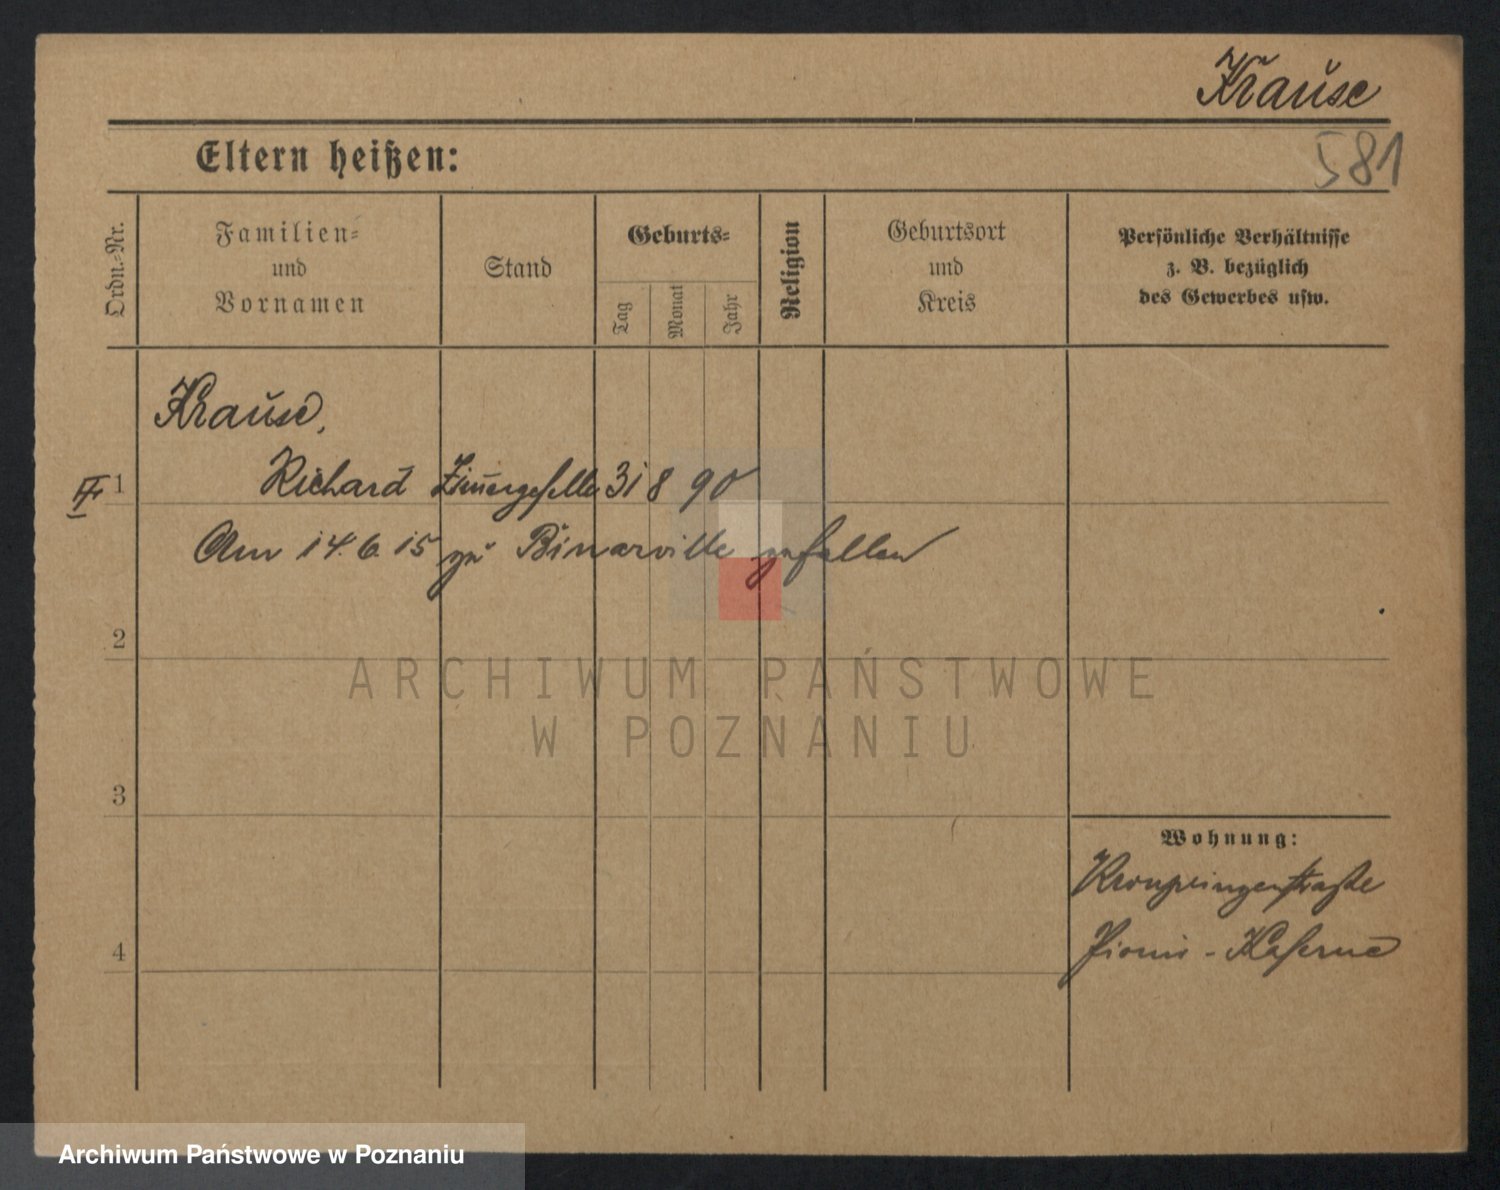 Krause
581
Eltern heißen:
Ordn.-Nr.
Familien-
und
Vornamen
Stand
Geburts-
Tag
Monat
Jahr
Religion
Geburtsort
und
Kreis
Persönliche Verhältnisse
z. B. bezüglich
des Gewerbes usw.
Krause,
1 Richard Zim̄ergeselle 31 8 90
Am 14.6.15 zu Binarville gefallen
2
ARCHIWUM PAŃSTWOWE
W POZNANIU
3
Wohnung:
Kronprinzenstraße
4 Pionir-Kaserne
Archiwum Państwowe w Poznaniu